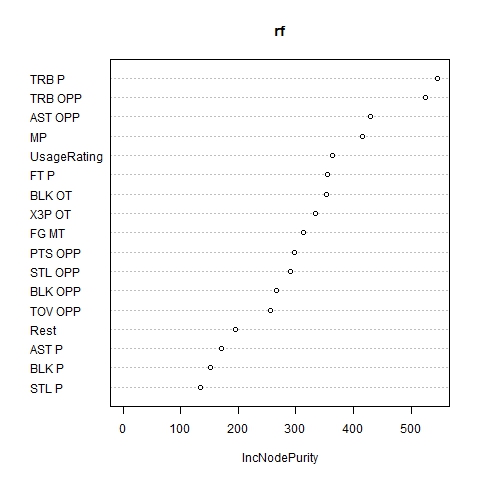 rf
TRB P
TRB OPP
AST OPP
MP
UsageRating
FT P
BLK OT
X3P OT
FG MT
PTS OPP
STL OPP
BLK OPP
TOV OPP
Rest
AST P
BLK P
STL P
0 100 200 300 400 500
IncNodePurity